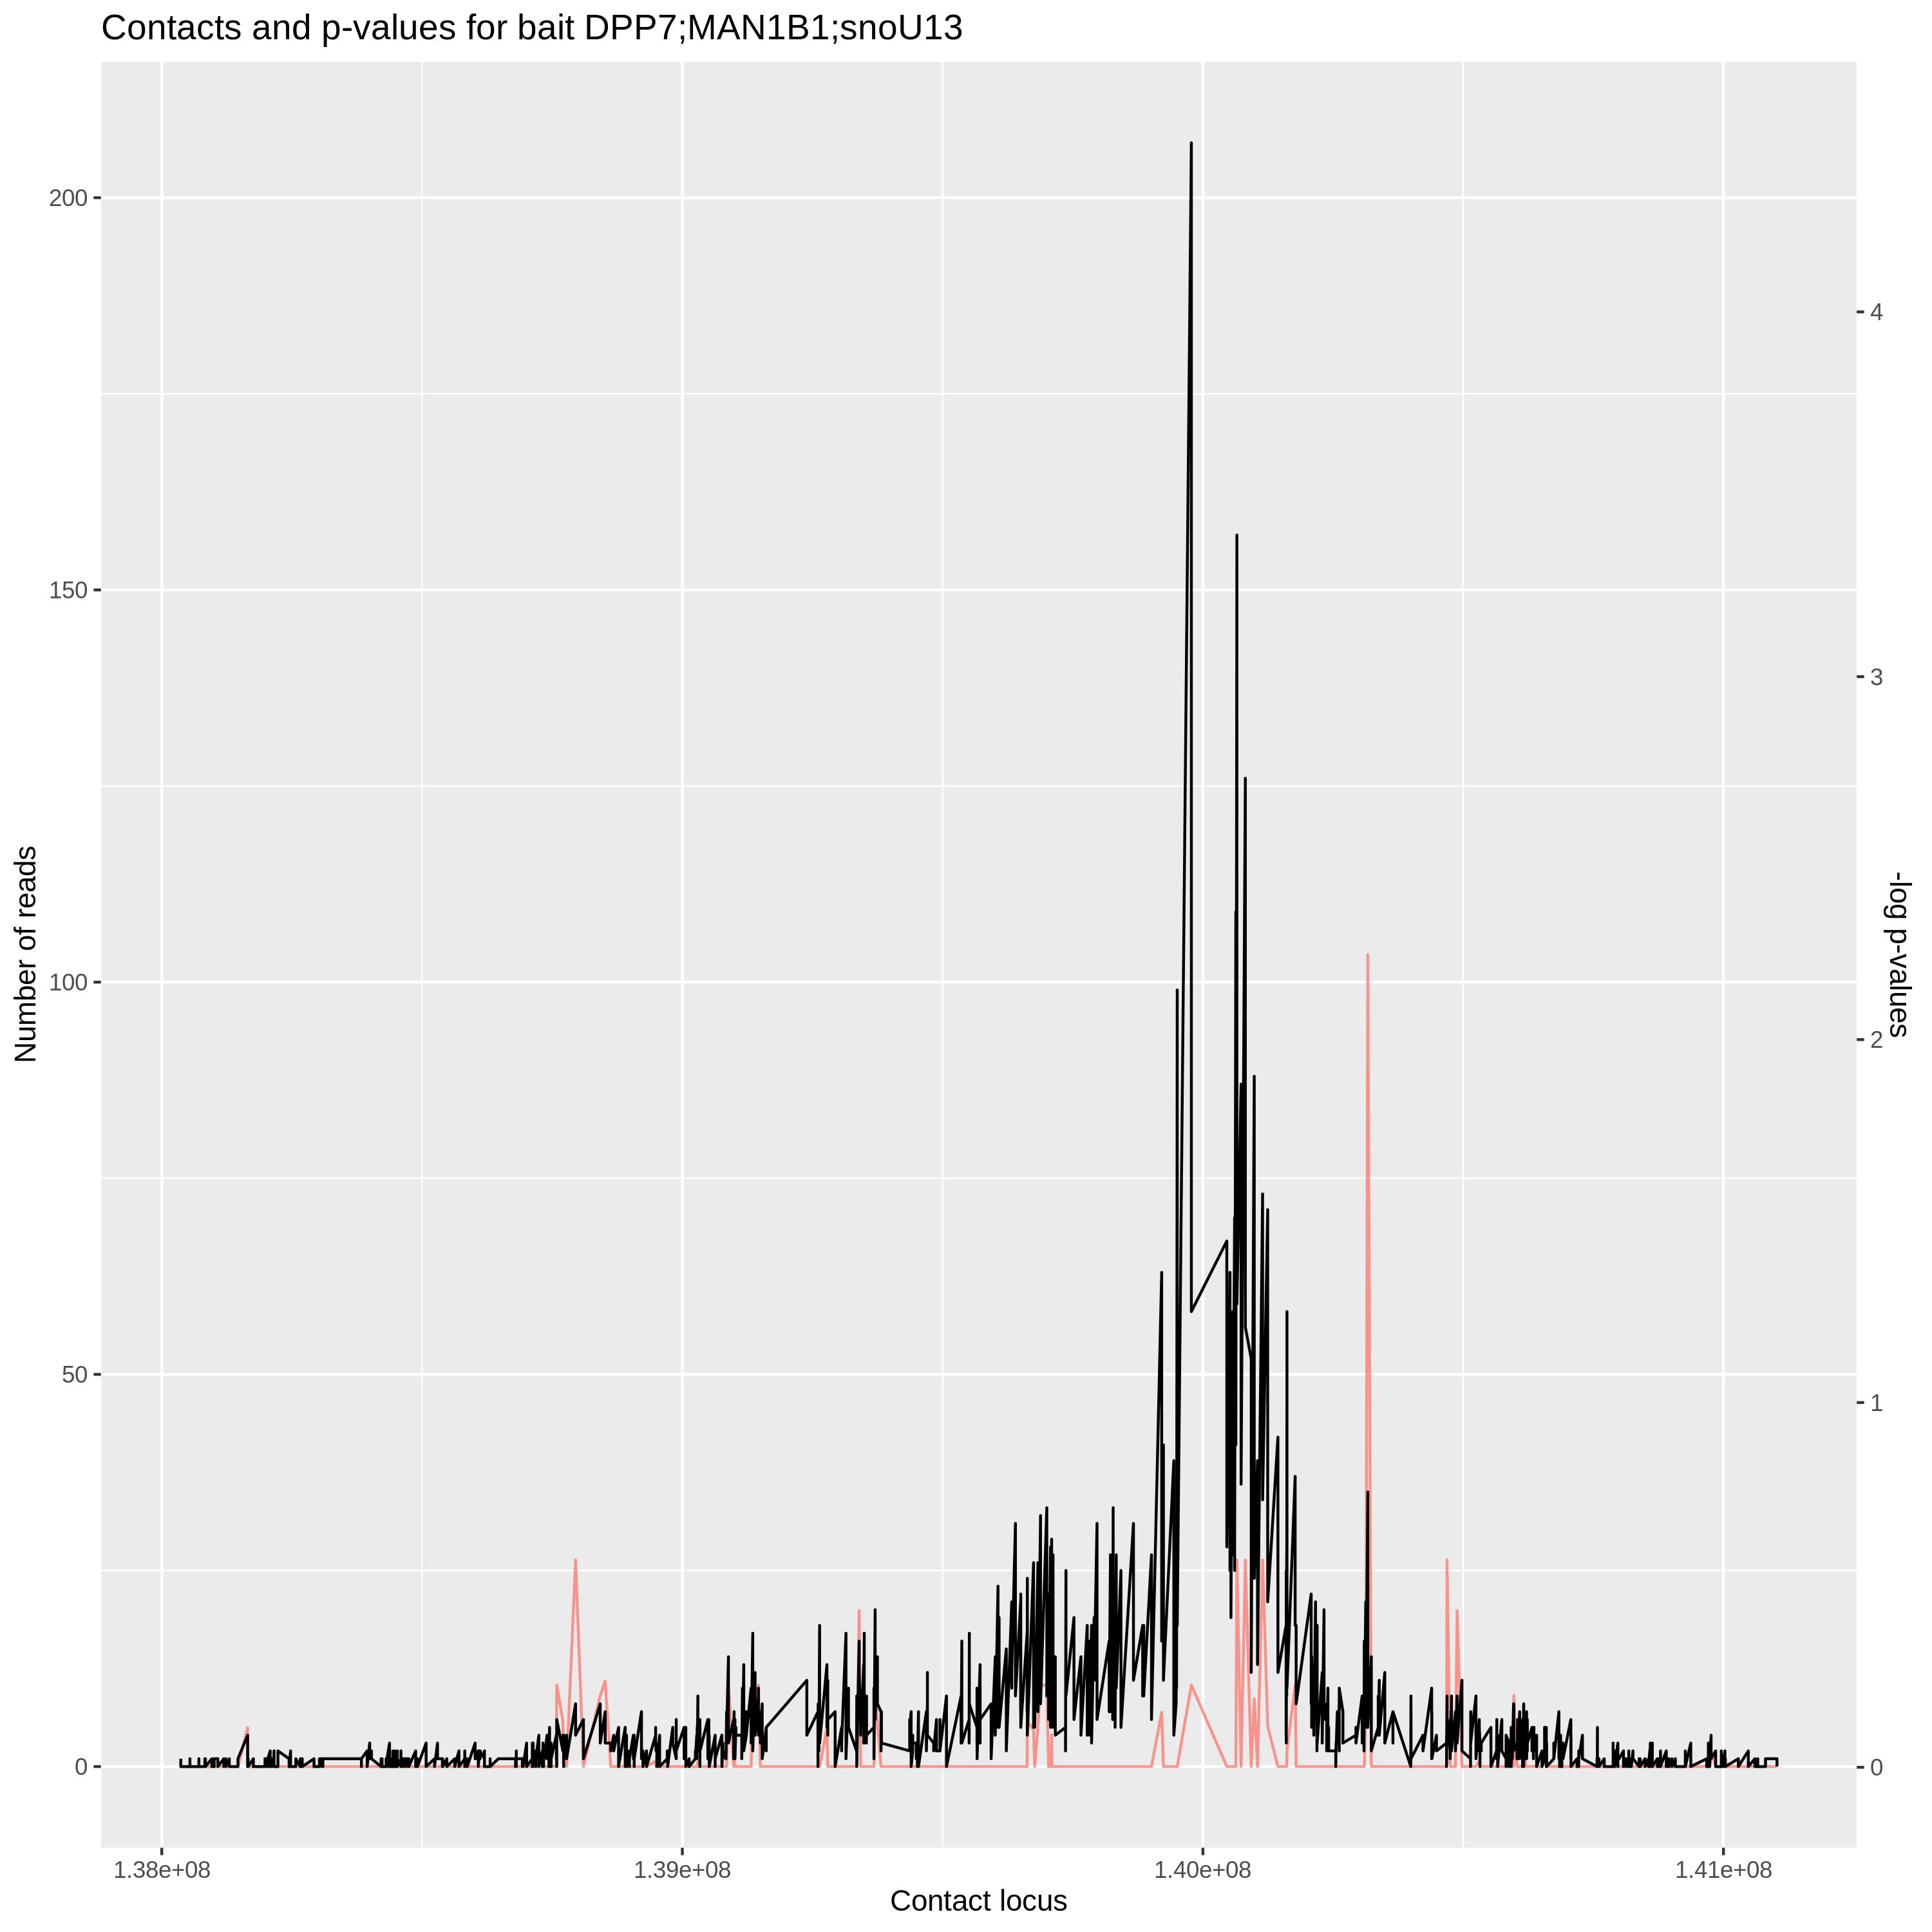 Contacts and p-values for bait DPP7;MAN1B1;snoU13
200
150
100
50
0
Number of reads
4
3
2
1
0
-log p-values
1.38e+08
1.39e+08
1.40e+08
1.41e+08
Contact locus